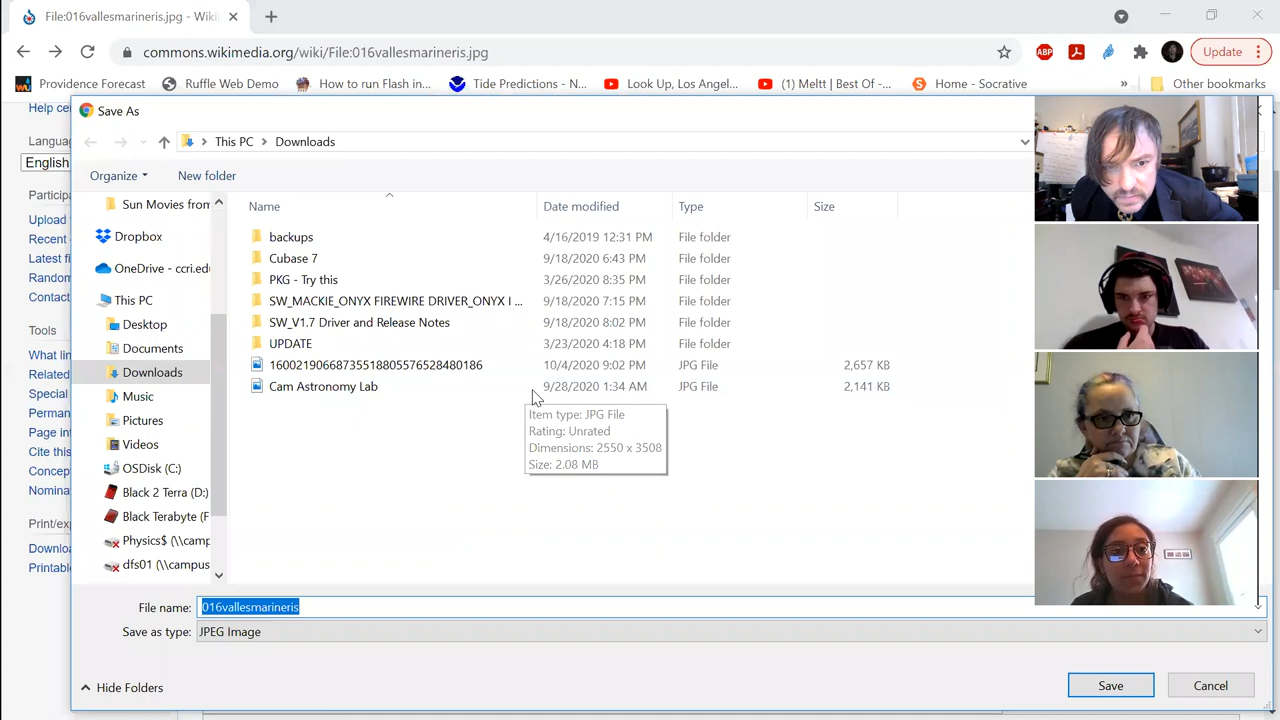 File:016vallesmarineris.jpg - Wiki
commons.wikimedia.org/wiki/File:016vallesmarineris.jpg
ABP
Update
Providence Forecast
Ruffle Web Demo
How to run Flash in...
Tide Predictions - N...
Look Up, Los Angel...
(1) Meltt | Best Of -...
Home - Socrative
»
Other bookmarks
Help cen
Save As
Langua
This PC > Downloads
English
Organize
New folder
Particip
Upload
Recent
Latest fi
Random
Contact
Tools
What lin
Related
Special
Perman
Page in
Cite this
Concept
Nomina
Print/exp
Downloa
Printabl
Sun Movies from
Dropbox
OneDrive - ccri.edu
This PC
Desktop
Documents
Downloads
Music
Pictures
Videos
OSDisk (C:)
Black 2 Terra (D:)
Black Terabyte (F
Physics$ (\\camp
dfs01 (\\campus
Name Date modified Type Size
backups 4/16/2019 12:31 PM File folder
Cubase 7 9/18/2020 6:43 PM File folder
PKG - Try this 3/26/2020 8:35 PM File folder
SW_MACKIE_ONYX FIREWIRE DRIVER_ONYX I ... 9/18/2020 7:15 PM File folder
SW_V1.7 Driver and Release Notes 9/18/2020 8:02 PM File folder
UPDATE 3/23/2020 4:18 PM File folder
16002190668735518805576528480186 10/4/2020 9:02 PM JPG File 2,657 KB
Cam Astronomy Lab 9/28/2020 1:34 AM JPG File 2,141 KB
Item type: JPG File
Rating: Unrated
Dimensions: 2550 x 3508
Size: 2.08 MB
File name: 016vallesmarineris
Save as type: JPEG Image
Hide Folders
Save
Cancel